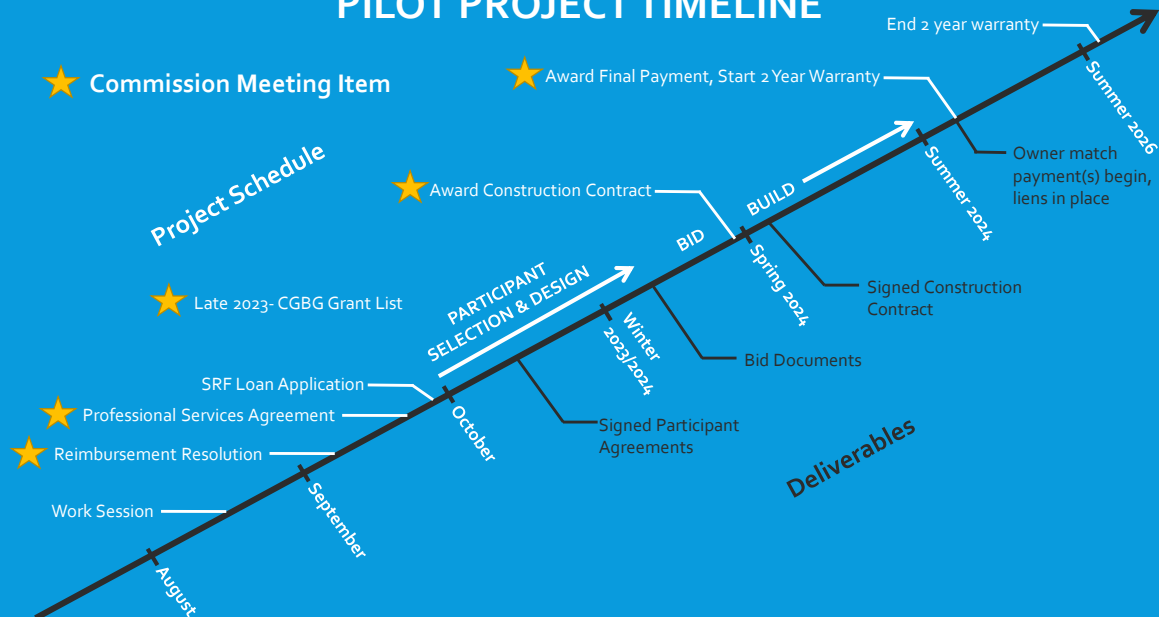 PILOT PROJECT TIMELINE
End 2 year warranty
Commission Meeting Item
Award Final Payment, Start 2 Year Warranty
Summer 2026
Owner match
payment(s) begin,
liens in place
Project Schedule
Award Construction Contract
BUILD
Summer 2024
BID
Spring 2024
Signed Construction
Contract
PARTICIPANT
SELECTION & DESIGN
Late 2023- CGBG Grant List
Winter
2023/2024
Bid Documents
SRF Loan Application
Professional Services Agreement
October
Signed Participant
Agreements
Deliverables
Reimbursement Resolution
September
Work Session
August